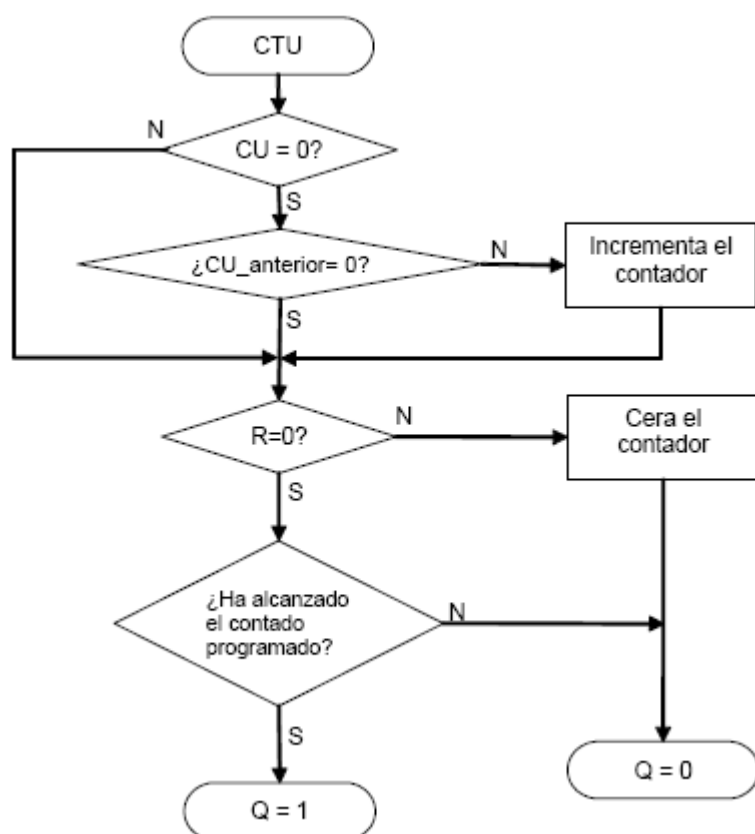 CTU
N
CU = 0?
S
¿CU_anterior= 0?
N
Incrementa el
contador
S
R=0?
N
Cera el
contador
S
¿Ha alcanzado
el contado
programado?
N
S
Q = 0
Q = 1